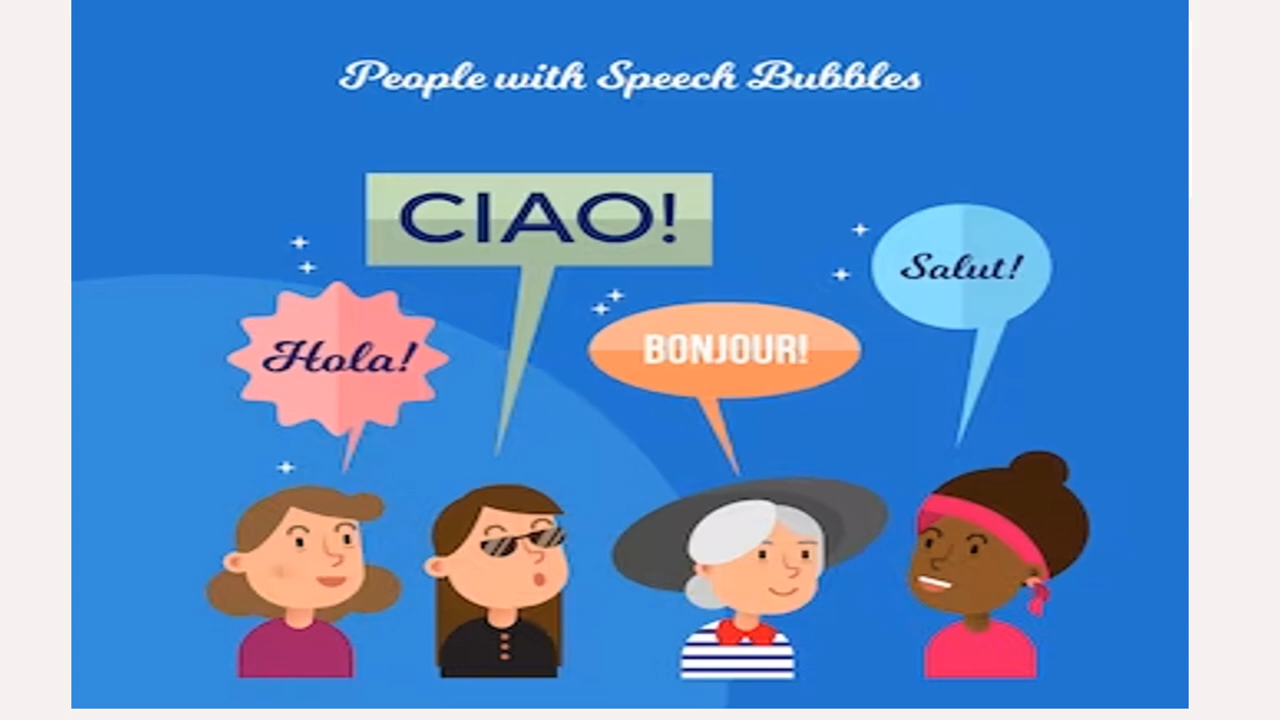 People with Speech Bubbles
CIAO!
Salut!
Hola!
BONJOUR!